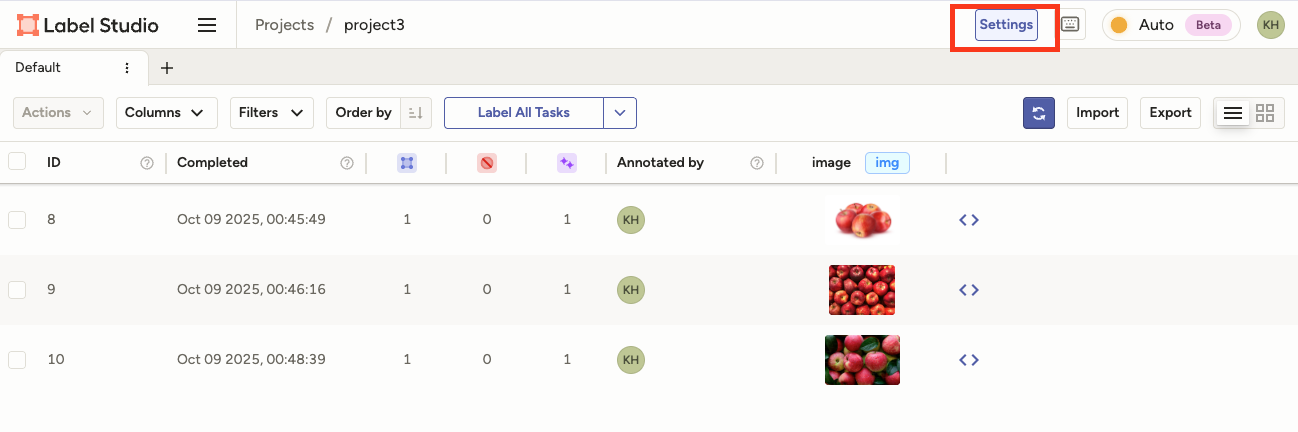 Label Studio Projects / project3 Settings Auto Beta KH
Default
Actions Columns Filters Order by Label All Tasks Import Export
ID Completed Annotated by image img
8 Oct 09 2025, 00:45:49 1 0 1 KH
9 Oct 09 2025, 00:46:16 1 0 1 KH
10 Oct 09 2025, 00:48:39 1 0 1 KH